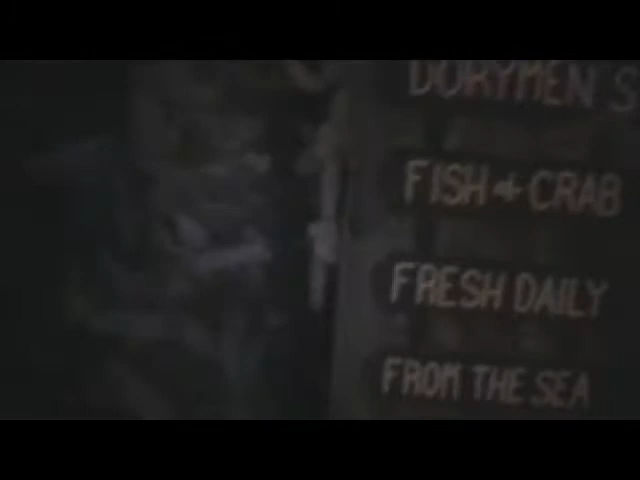 DORYMEN'S
FISH & CRAB
FRESH DAILY
FROM THE SEA